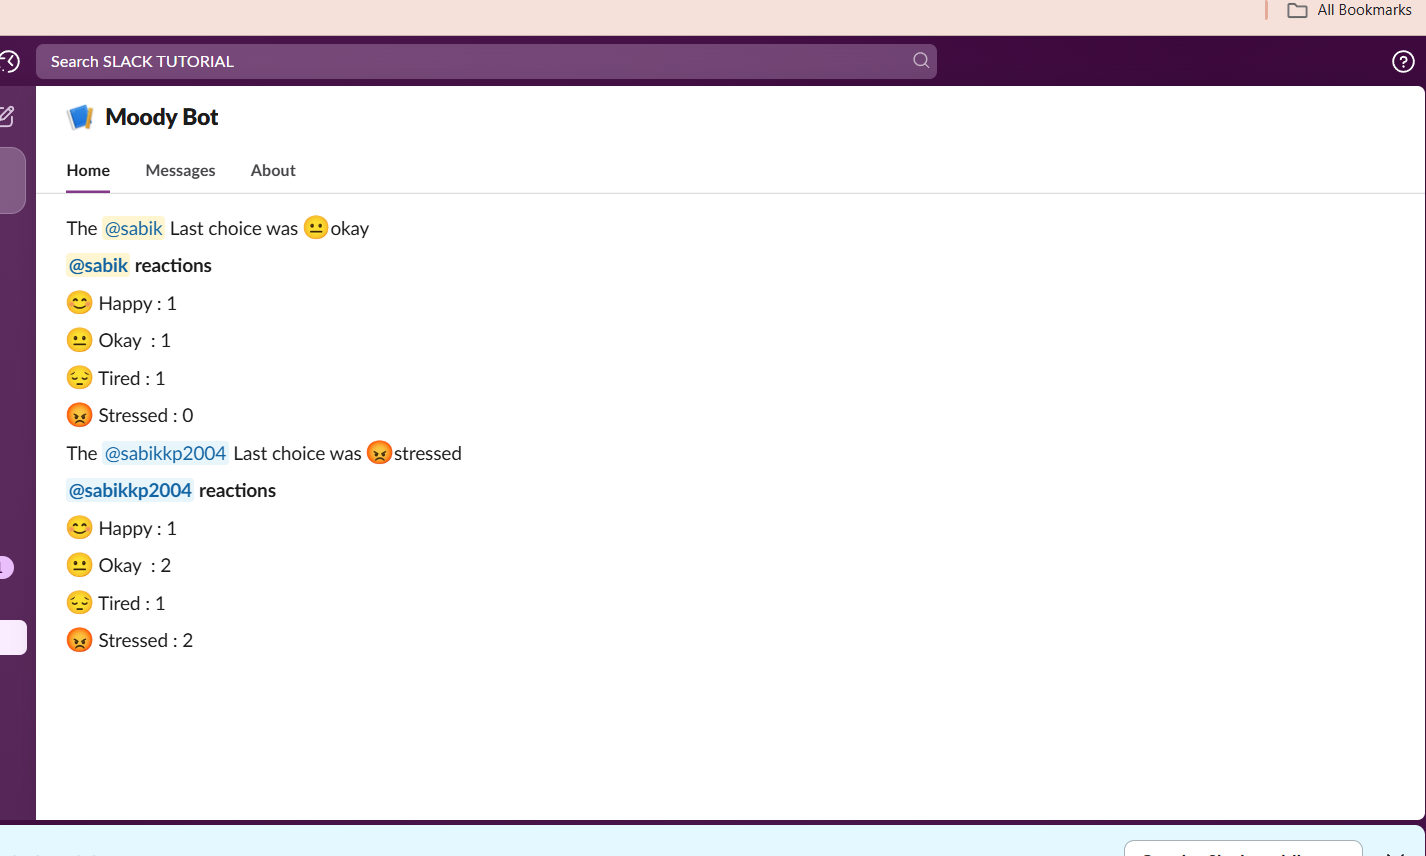 All Bookmarks
Search SLACK TUTORIAL
Moody Bot
Home Messages About
The @sabik Last choice was 😐okay
@sabik reactions
😊 Happy : 1
😐 Okay : 1
😔 Tired : 1
😡 Stressed : 0
The @sabikkp2004 Last choice was 😡stressed
@sabikkp2004 reactions
😊 Happy : 1
😐 Okay : 2
😔 Tired : 1
😡 Stressed : 2